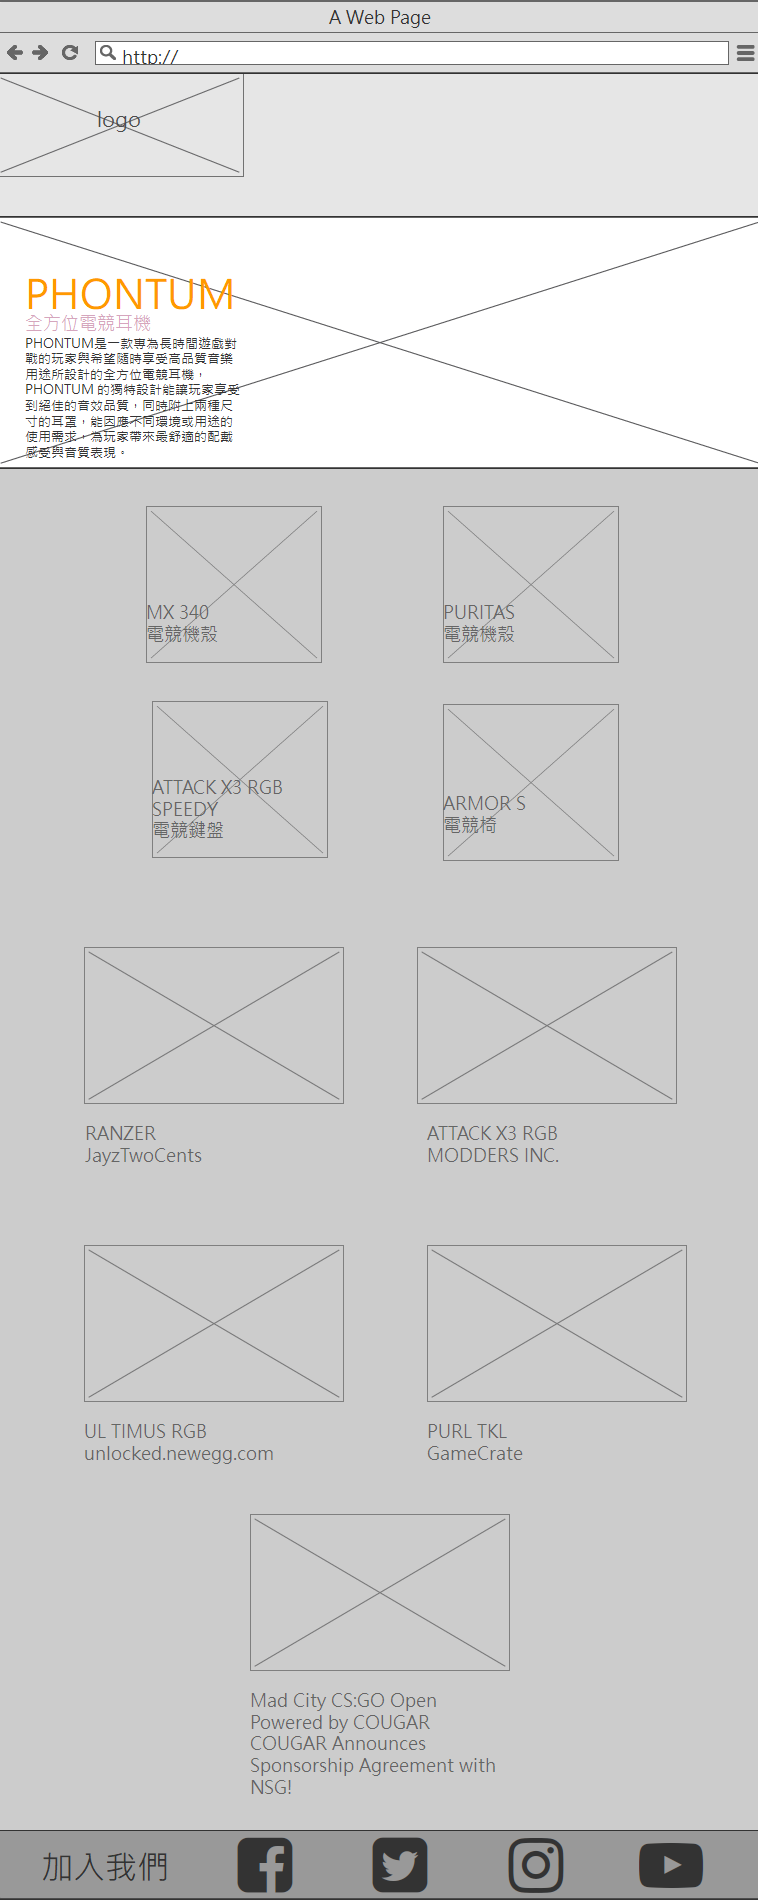 A Web Page
http://
logo
PHONTUM
全方位電競耳機
PHONTUM是一款專為長時間遊戲對
戰的玩家與希望隨時享受高品質音樂
用途所設計的全方位電競耳機，
PHONTUM 的獨特設計能讓玩家享受
到絕佳的音效品質，同時附上兩種尺
寸的耳罩，能因應不同環境或用途的
使用需求，為玩家帶來最舒適的配戴
感受與音質表現。
MX 340
電競機殼
PURITAS
電競機殼
ATTACK X3 RGB
SPEEDY
電競鍵盤
ARMOR S
電競椅
RANZER
JayzTwoCents
ATTACK X3 RGB
MODDERS INC.
UL TIMUS RGB
unlocked.newegg.com
PURL TKL
GameCrate
Mad City CS:GO Open
Powered by COUGAR
COUGAR Announces
Sponsorship Agreement with
NSG!
加入我們